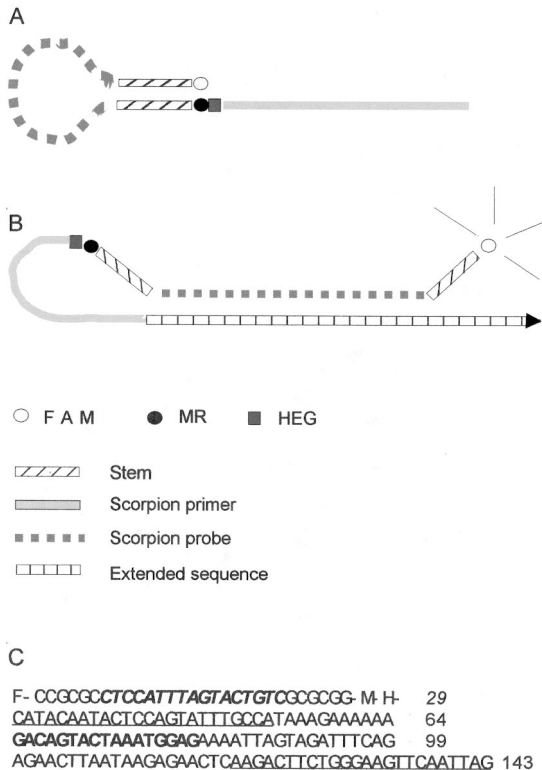 A
B
F A M
MR
HEG
Stem
Scorpion primer
Scorpion probe
Extended sequence
C
F- CCGCGCCTCCATTTAGTACTGTCGCGCGG- M- H- 29
CATACAATACTCCAGTATTTGCCATAAAGAAAAAA 64
GACAGTACTAAATGGAGAAAATTAGTAGATTTCAG 99
AGAACTTAATAAGAGAACTCAAGACTTCTGGGAAGTTCAATTAG 143